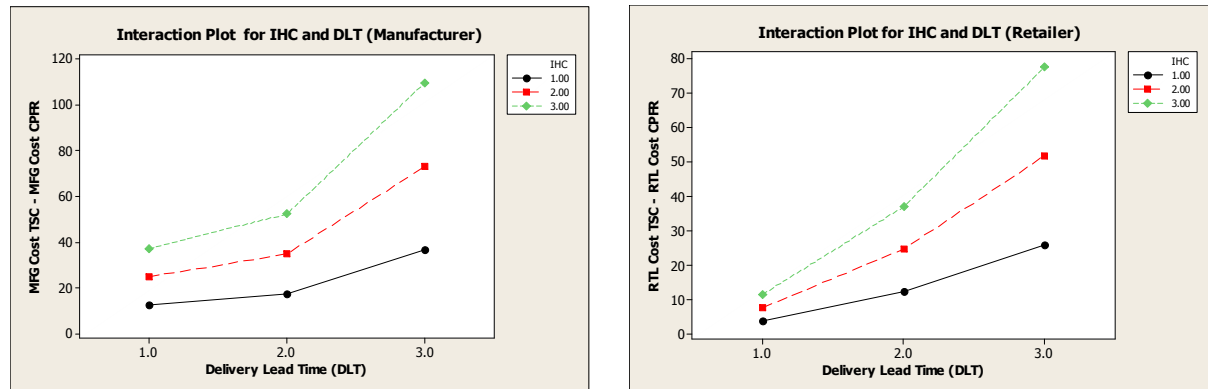 Interaction Plot for IHC and DLT (Manufacturer)
MFG Cost TSC - MFG Cost CPFR
120
100
80
60
40
20
0
1.0 2.0 3.0
Delivery Lead Time (DLT)
IHC
1.00
2.00
3.00
Interaction Plot for IHC and DLT (Retailer)
RTL Cost TSC - RTL Cost CPFR
80
70
60
50
40
30
20
10
0
1.0 2.0 3.0
Delivery Lead Time (DLT)
IHC
1.00
2.00
3.00